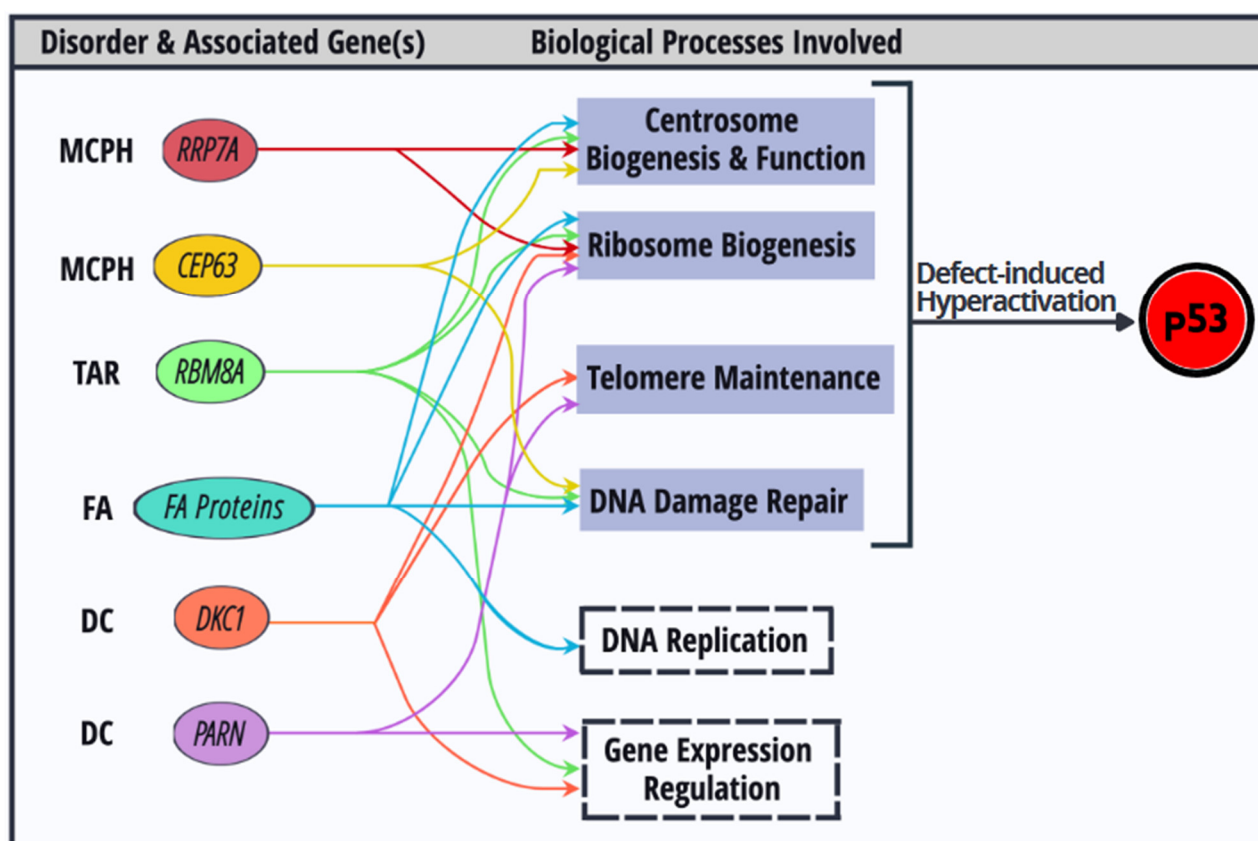 Disorder & Associated Gene(s)
Biological Processes Involved
MCPH
RRP7A
MCPH
CEP63
TAR
RBM8A
FA
FA Proteins
DC
DKC1
DC
PARN
Centrosome
Biogenesis & Function
Ribosome Biogenesis
Telomere Maintenance
DNA Damage Repair
DNA Replication
Gene Expression
Regulation
Defect-induced
Hyperactivation
p53